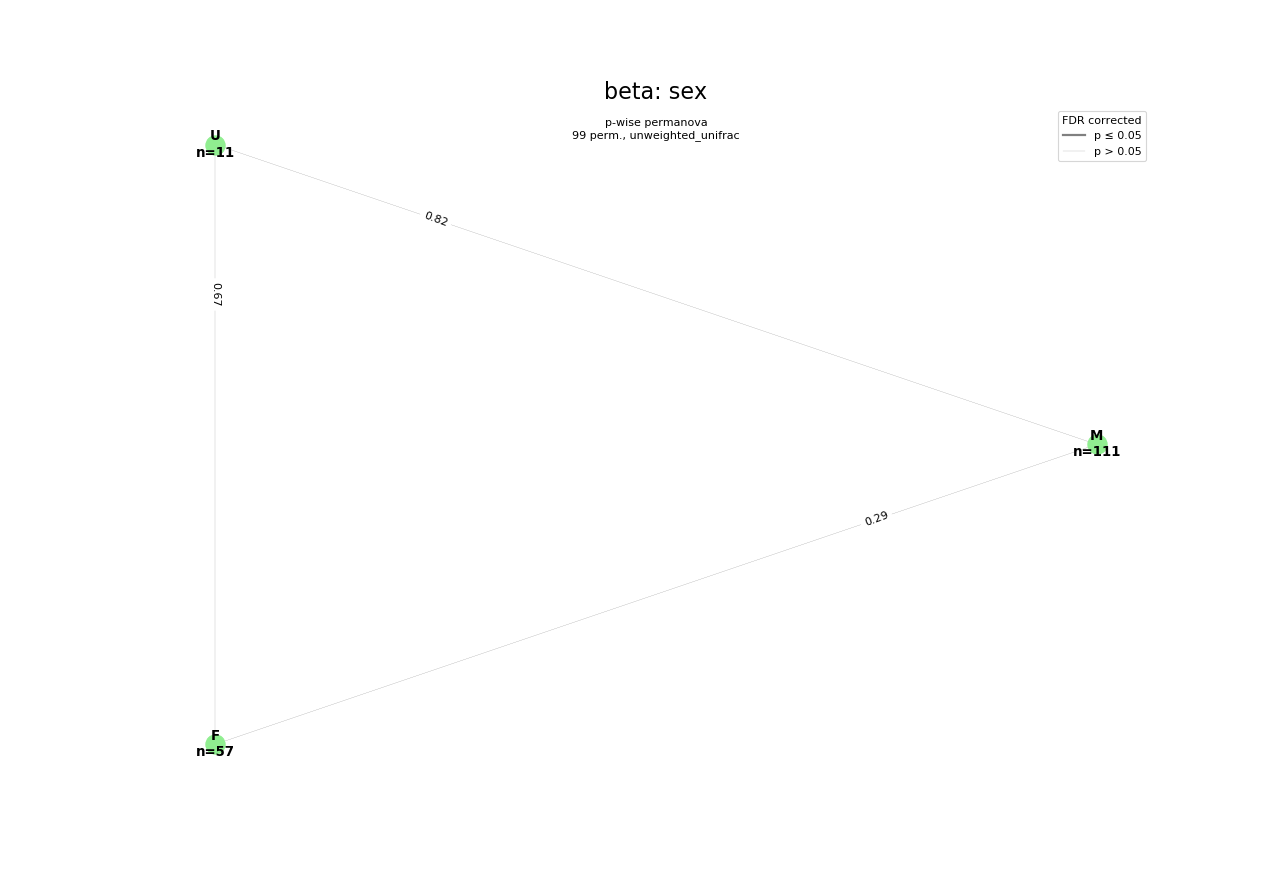 beta: sex
p-wise permanova
99 perm., unweighted_unifrac
FDR corrected
p ≤ 0.05
p > 0.05
U
n=11
0.82
0.67
M
n=111
0.29
F
n=57